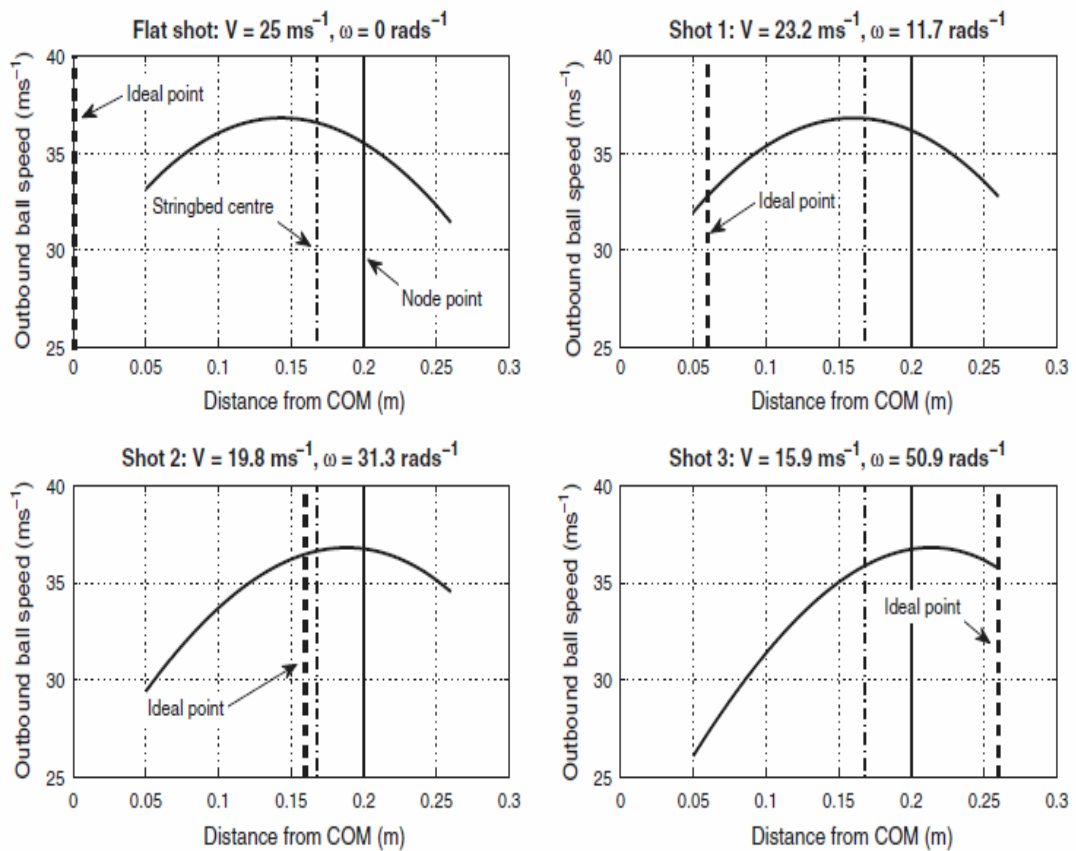 Flat shot: V = 25 ms⁻¹, ω = 0 rads⁻¹
Outbound ball speed (ms⁻¹)
40
35
30
25
Ideal point
Stringbed centre
Node point
0 0.05 0.1 0.15 0.2 0.25 0.3
Distance from COM (m)
Shot 1: V = 23.2 ms⁻¹, ω = 11.7 rads⁻¹
Outbound ball speed (ms⁻¹)
40
35
30
25
Ideal point
0 0.05 0.1 0.15 0.2 0.25 0.3
Distance from COM (m)
Shot 2: V = 19.8 ms⁻¹, ω = 31.3 rads⁻¹
Outbound ball speed (ms⁻¹)
40
35
30
25
Ideal point
0 0.05 0.1 0.15 0.2 0.25 0.3
Distance from COM (m)
Shot 3: V = 15.9 ms⁻¹, ω = 50.9 rads⁻¹
Outbound ball speed (ms⁻¹)
40
35
30
25
Ideal point
0 0.05 0.1 0.15 0.2 0.25 0.3
Distance from COM (m)